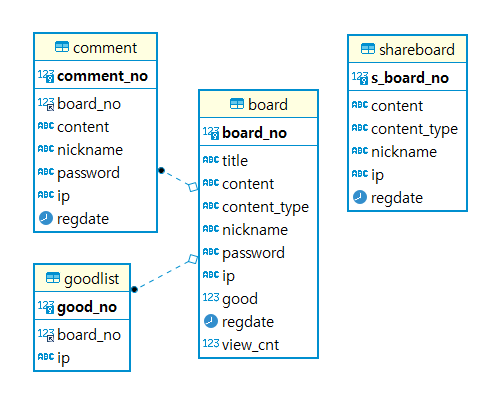 comment
123 comment_no
123 board_no
ABC content
ABC nickname
ABC password
ABC ip
regdate
goodlist
123 good_no
123 board_no
ABC ip
board
123 board_no
ABC title
ABC content
ABC content_type
ABC nickname
ABC password
ABC ip
123 good
regdate
123 view_cnt
shareboard
123 s_board_no
ABC content
ABC content_type
ABC nickname
ABC ip
regdate